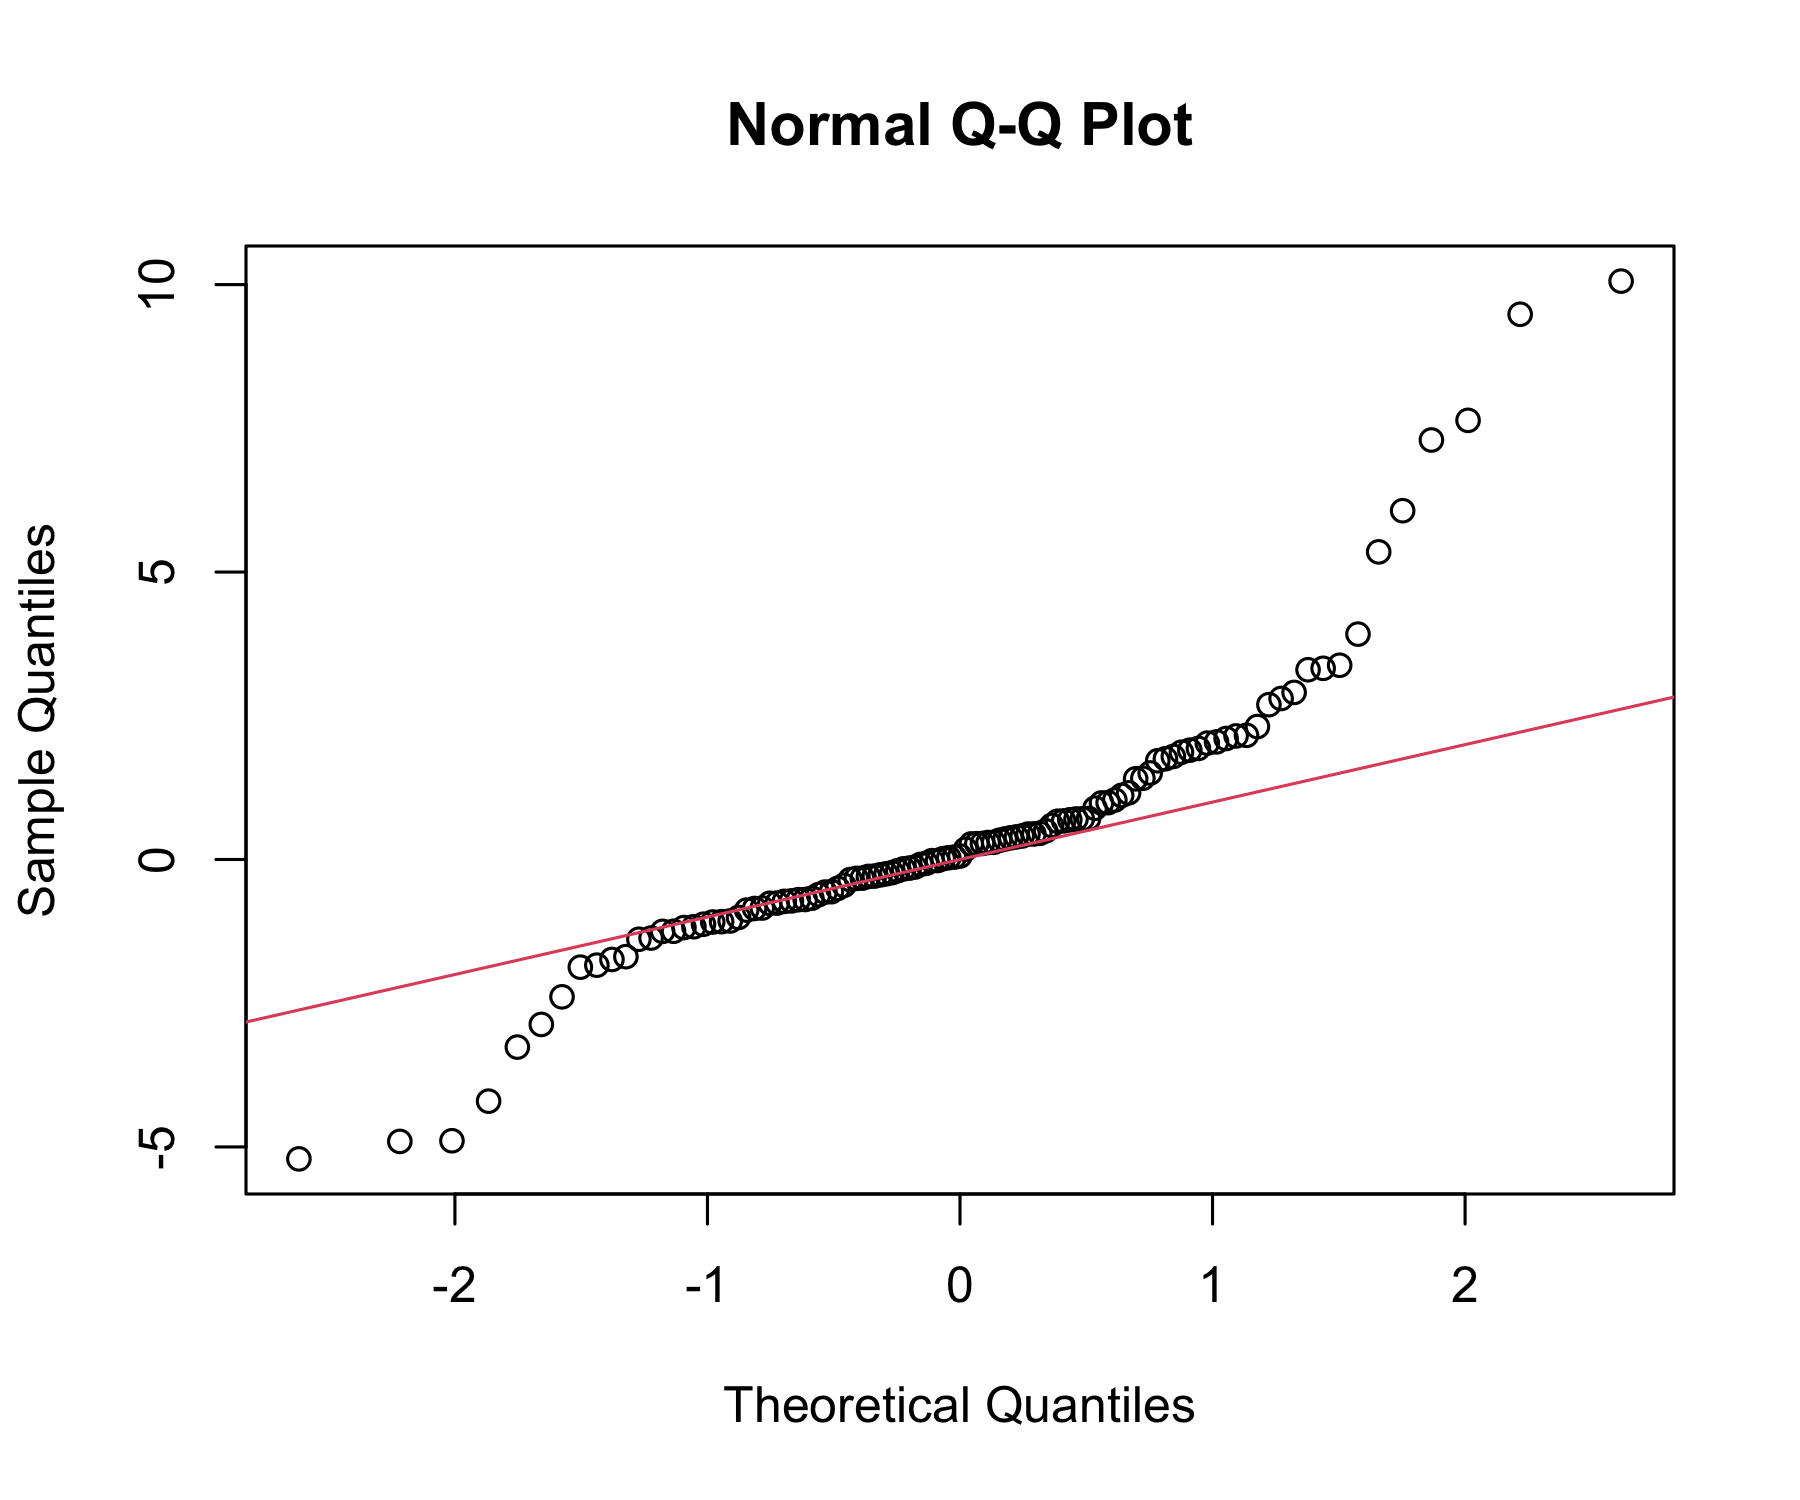 Normal Q-Q Plot
10
5
0
-5
Sample Quantiles
-2 -1 0 1 2
Theoretical Quantiles